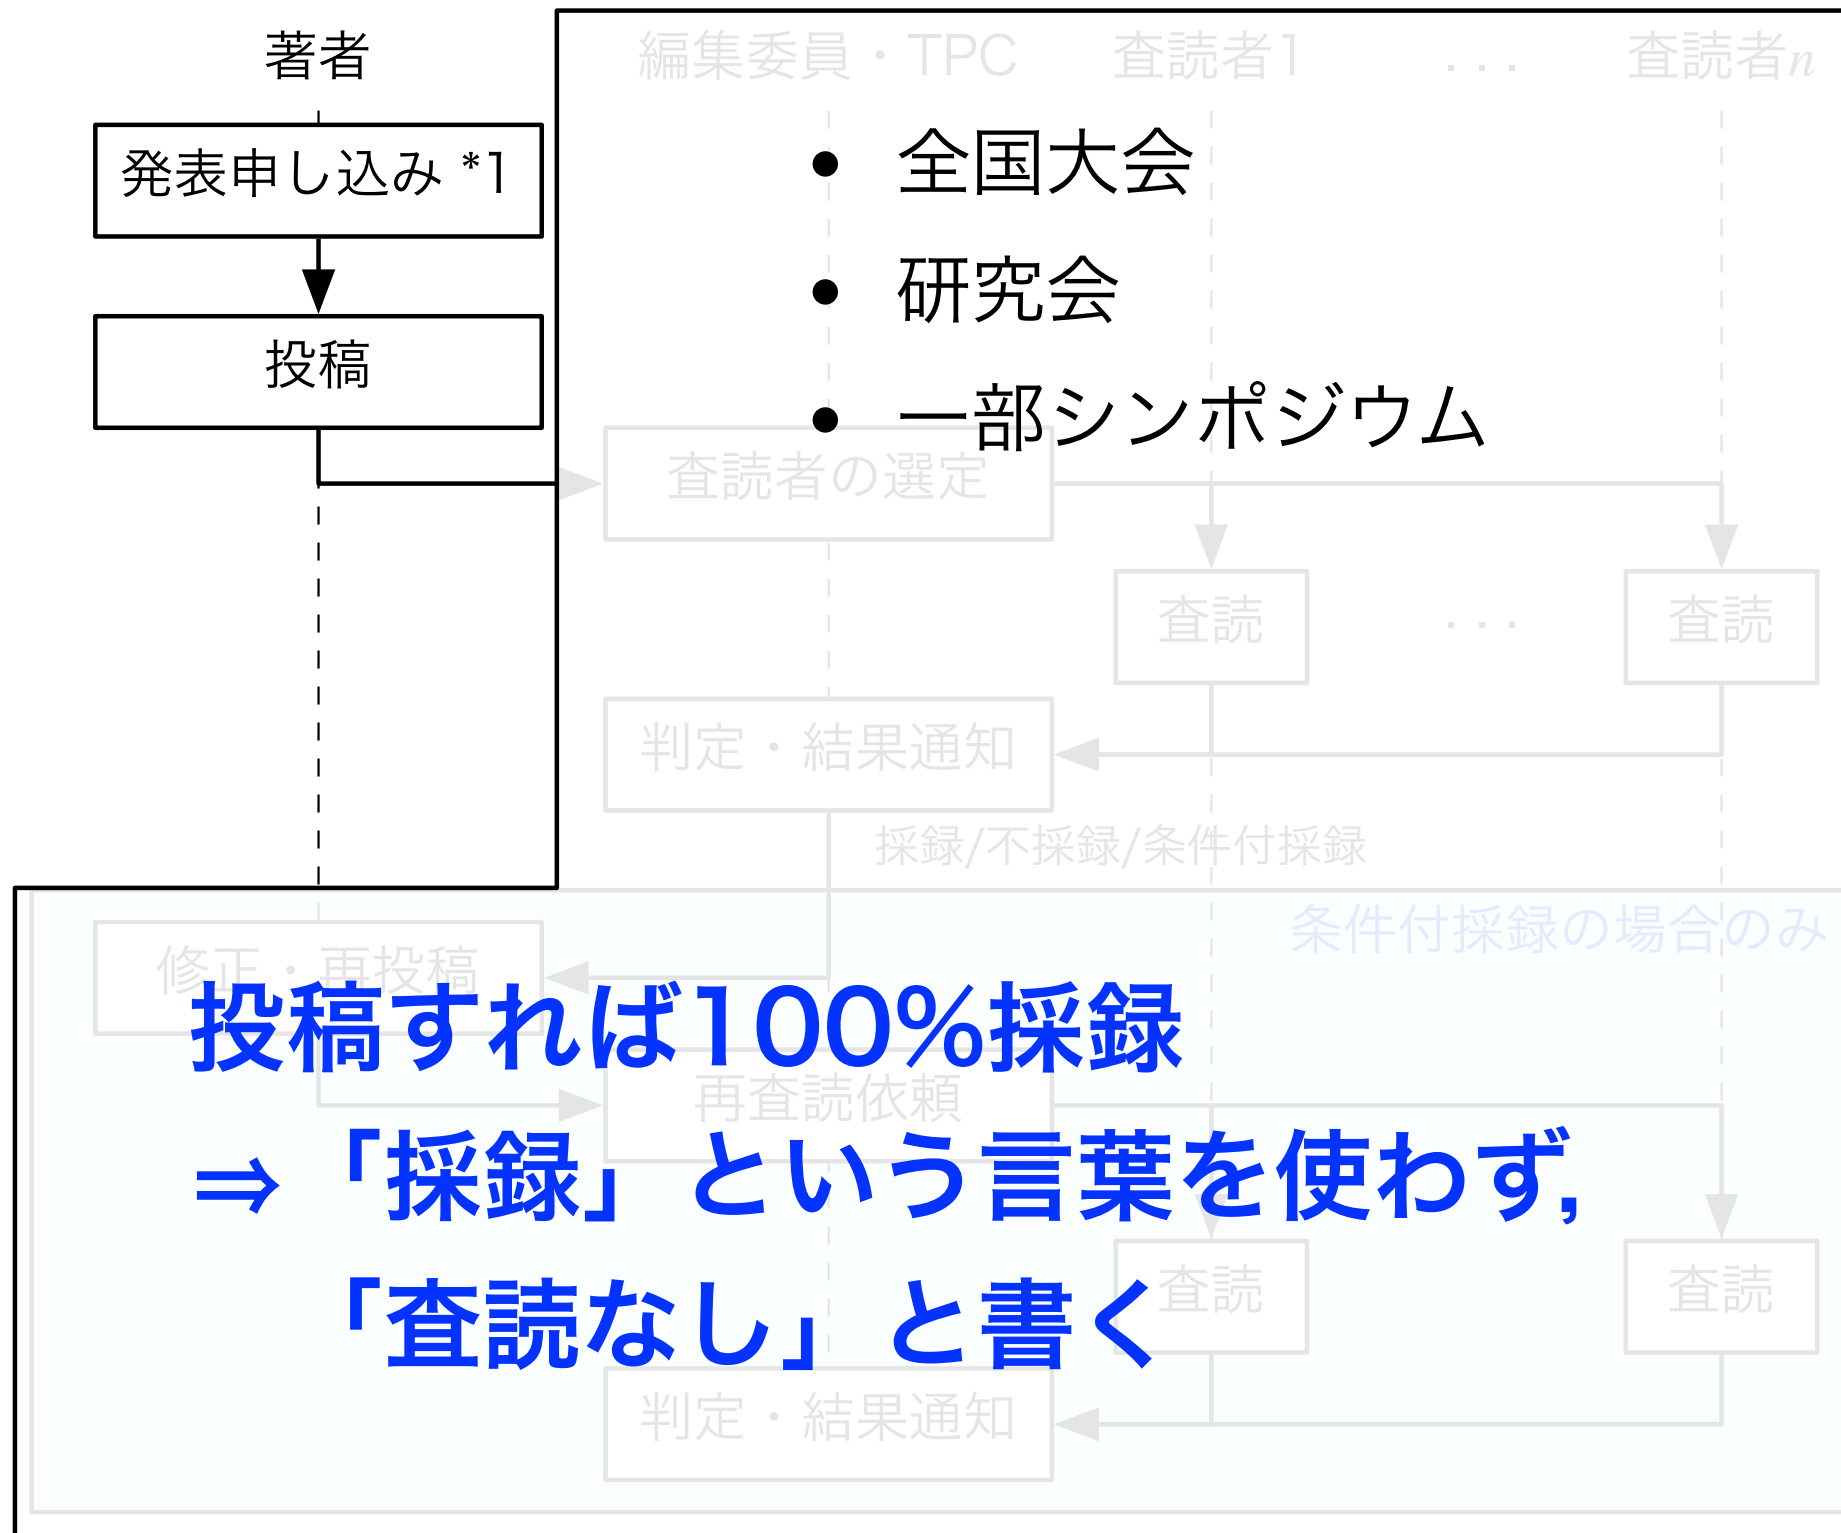 著者
編集委員・TPC
査読者1
...
査読者n
発表申し込み *1
• 全国大会
• 研究会
投稿
• 一部シンポジウム
査読者の選定
査読
...
査読
判定・結果通知
採録/不採録/条件付採録
条件付採録の場合のみ
修正・再投稿
投稿すれば100%採録
再査読依頼
⇒「採録」という言葉を使わず,
「査読なし」と書く
査読
査読
判定・結果通知